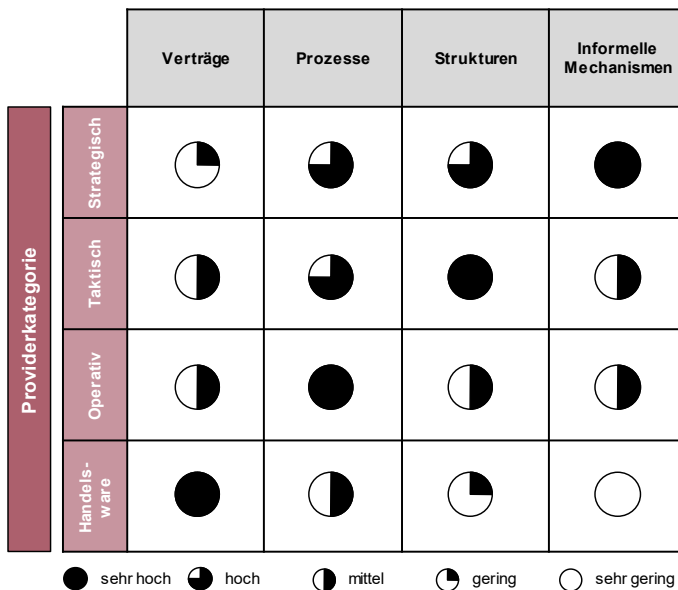 Verträge
Prozesse
Strukturen
Informelle
Mechanismen
Providerkategorie
Strategisch
Taktisch
Operativ
Handels-
ware
sehr hoch
hoch
mittel
gering
sehr gering